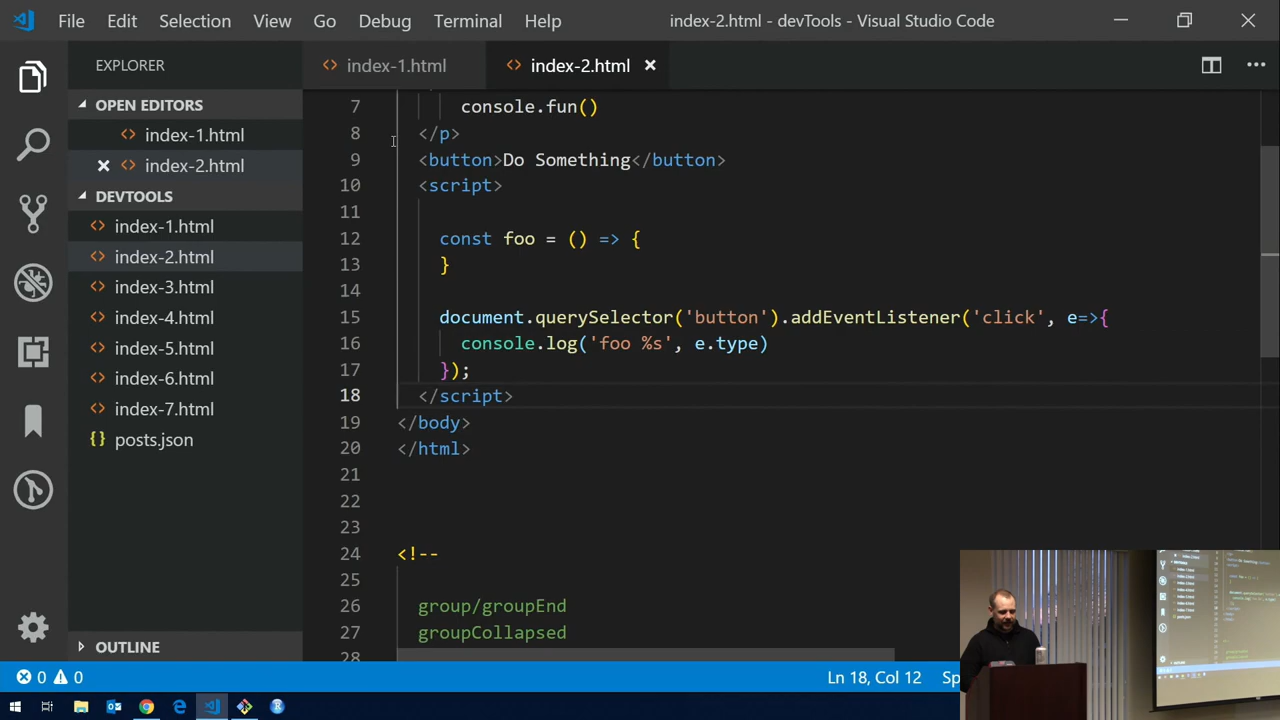 File Edit Selection View Go Debug Terminal Help index-2.html - devTools - Visual Studio Code
EXPLORER
OPEN EDITORS
index-1.html
index-2.html
DEVTOOLS
index-1.html
index-2.html
index-3.html
index-4.html
index-5.html
index-6.html
index-7.html
posts.json
OUTLINE
index-1.html index-2.html
7 console.fun()
8 </p>
9 <button>Do Something</button>
10 <script>
11
12 const foo = () => {
13 }
14
15 document.querySelector('button').addEventListener('click', e=>{
16 console.log('foo %s', e.type)
17 });
18 </script>
19 </body>
20 </html>
21
22
23
24 <!--
25
26 group/groupEnd
27 groupCollapsed
28
0 0 Ln 18, Col 12 Sp